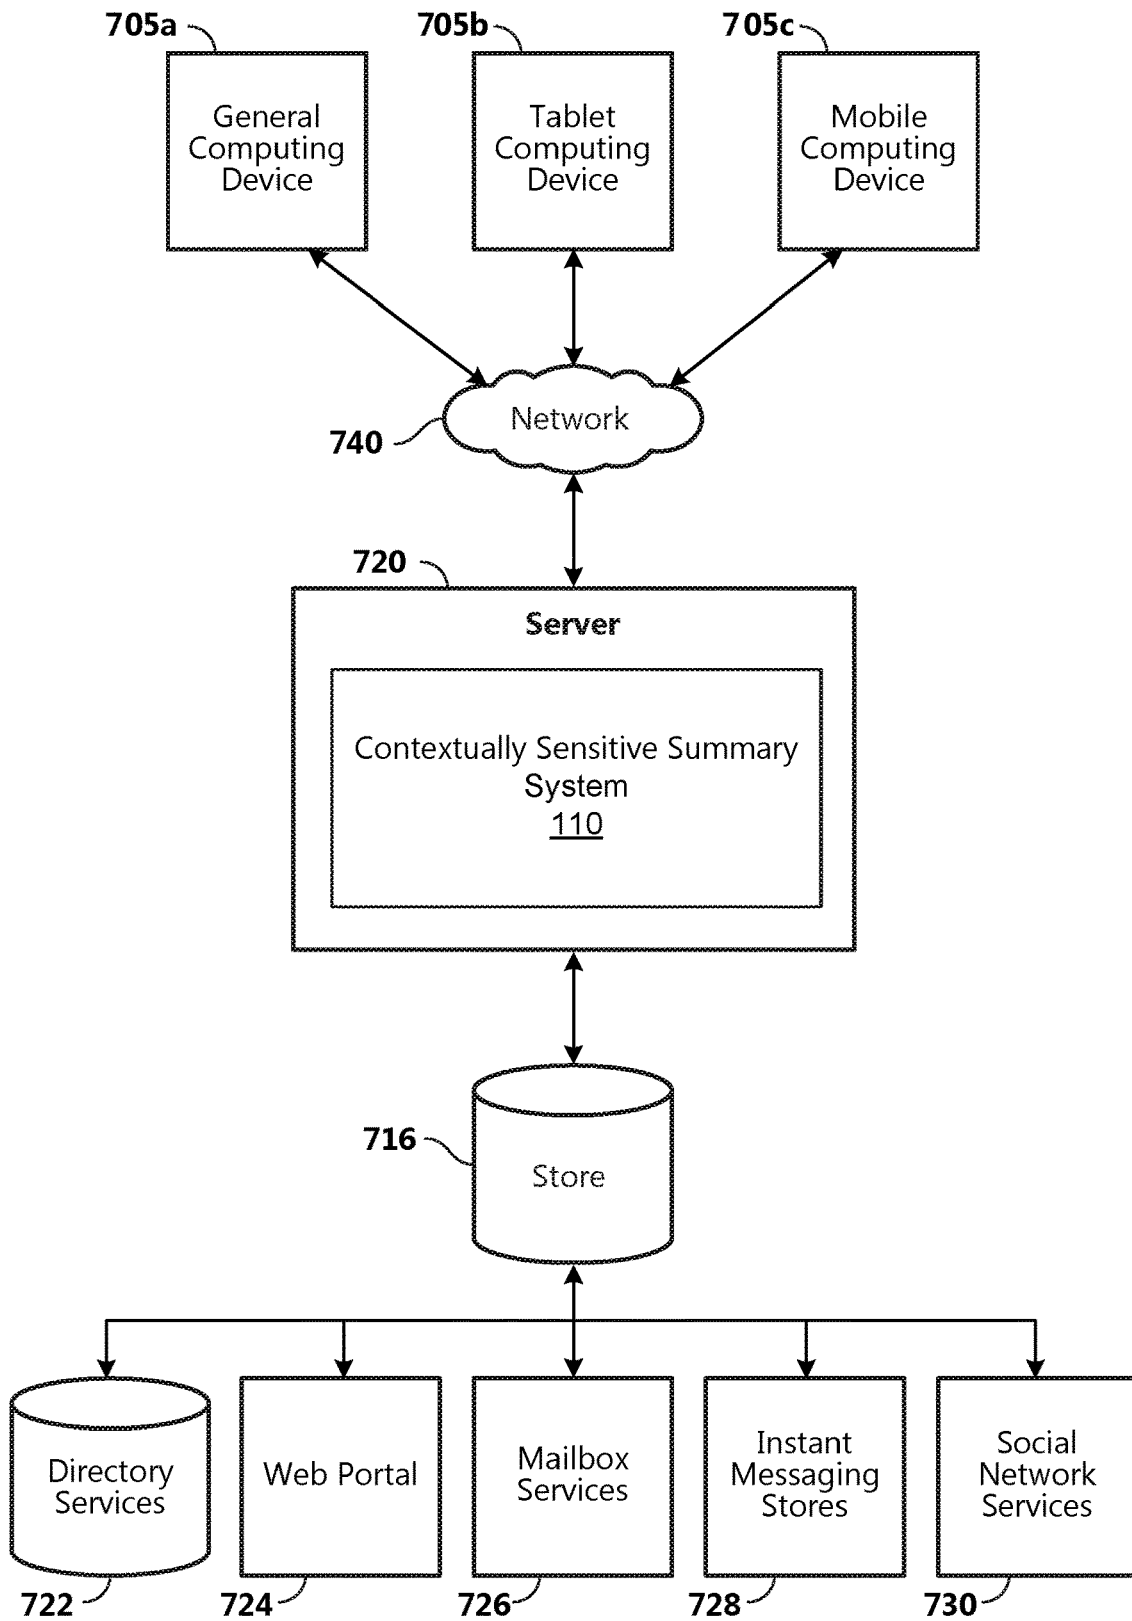 705a
705b
705c
General
Computing
Device
Tablet
Computing
Device
Mobile
Computing
Device
Network
740
720
Server
Contextually Sensitive Summary
System
110
716
Store
Directory
Services
Web Portal
Mailbox
Services
Instant
Messaging
Stores
Social
Network
Services
722
724
726
728
730